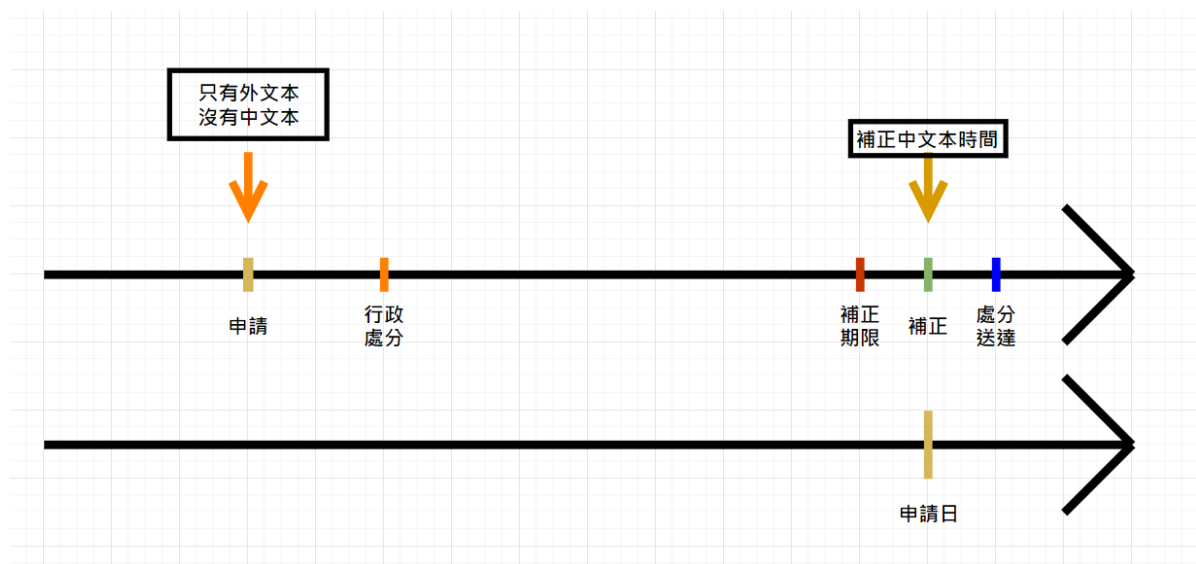 只有外文本
沒有中文本
補正中文本時間
申請
行政
處分
補正
期限
補正
處分
送達
申請日